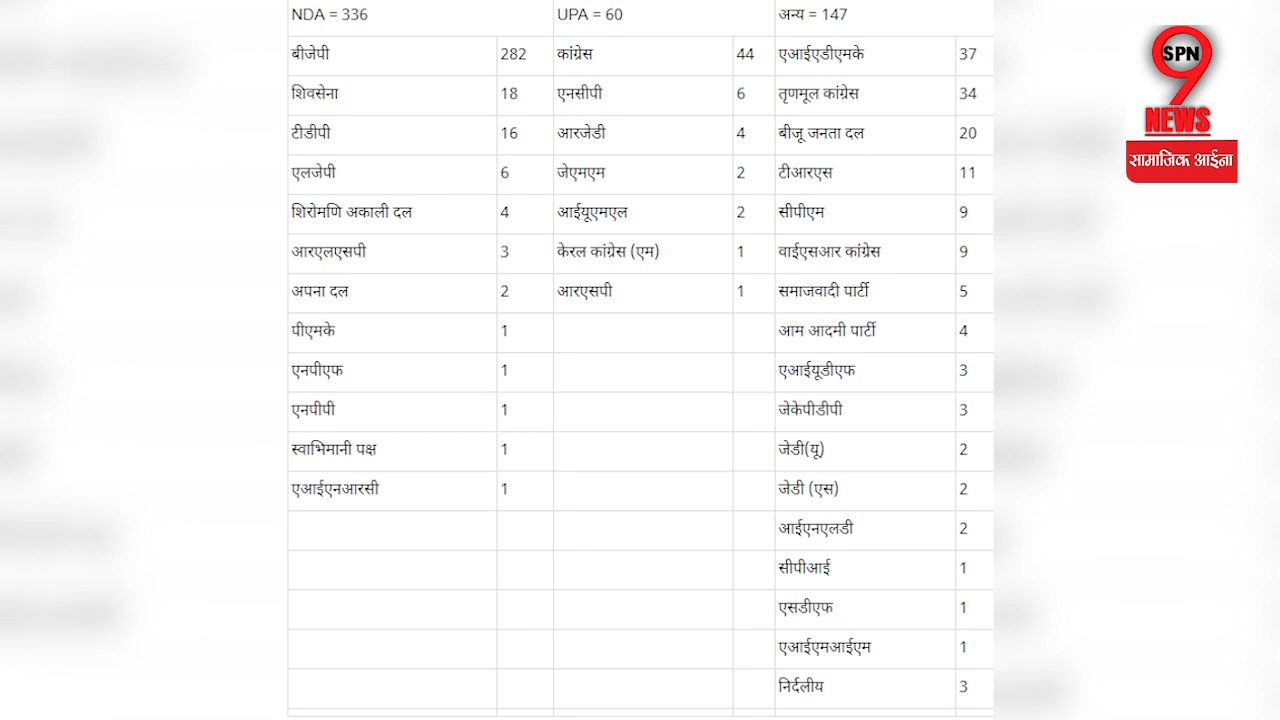 NDA = 336 UPA = 60 अन्य = 147
बीजेपी 282 कांग्रेस 44 एआईएडीएमके 37
शिवसेना 18 एनसीपी 6 तृणमूल कांग्रेस 34
टीडीपी 16 आरजेडी 4 बीजू जनता दल 20
एलजेपी 6 जेएमएम 2 टीआरएस 11
शिरोमणि अकाली दल 4 आईयूएमएल 2 सीपीएम 9
आरएलएसपी 3 केरल कांग्रेस (एम) 1 वाईएसआर कांग्रेस 9
अपना दल 2 आरएसपी 1 समाजवादी पार्टी 5
पीएमके 1 आम आदमी पार्टी 4
एनपीएफ 1 एआईयूडीएफ 3
एनपीपी 1 जेकेपीडीपी 3
स्वाभिमानी पक्ष 1 जेडी(यू) 2
एआईएनआरसी 1 जेडी (एस) 2
आईएनएलडी 2
सीपीआई 1
एसडीएफ 1
एआईएमआईएम 1
निर्दलीय 3
SPN
9
NEWS
सामाजिक आईना